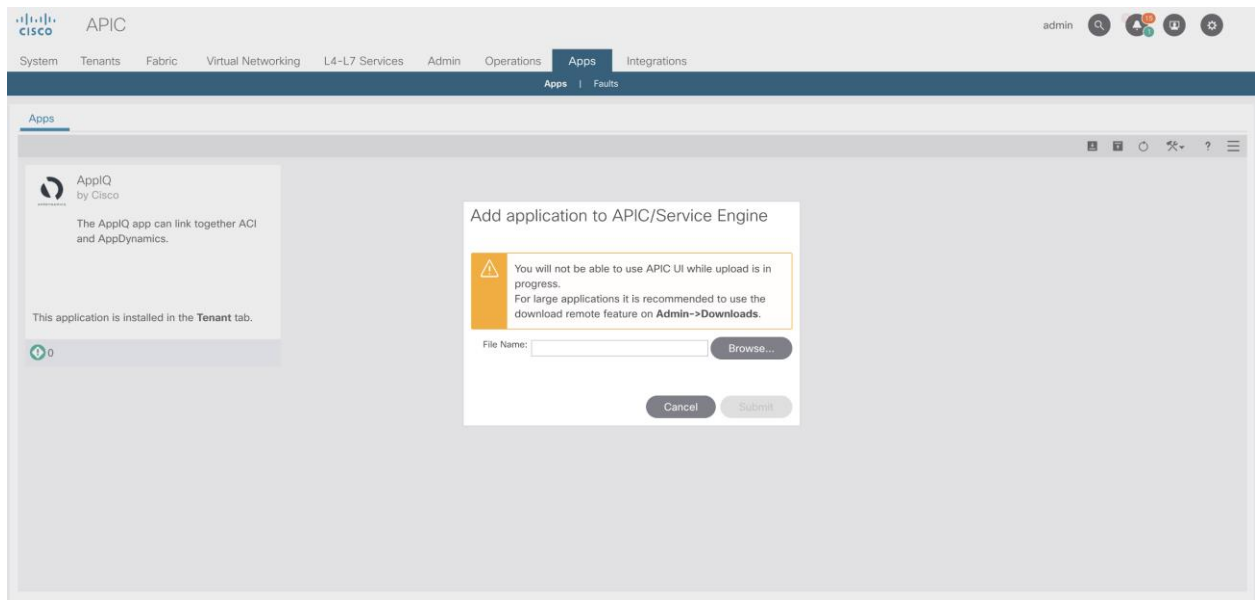 CISCO
APIC
admin
15
1
System Tenants Fabric Virtual Networking L4-L7 Services Admin Operations Apps Integrations
Apps | Faults
Apps
?
AppIQ
by Cisco
The AppIQ app can link together ACI
and AppDynamics.
This application is installed in the Tenant tab.
0
Add application to APIC/Service Engine
You will not be able to use APIC UI while upload is in
progress.
For large applications it is recommended to use the
download remote feature on Admin->Downloads.
File Name:
Browse...
Cancel Submit